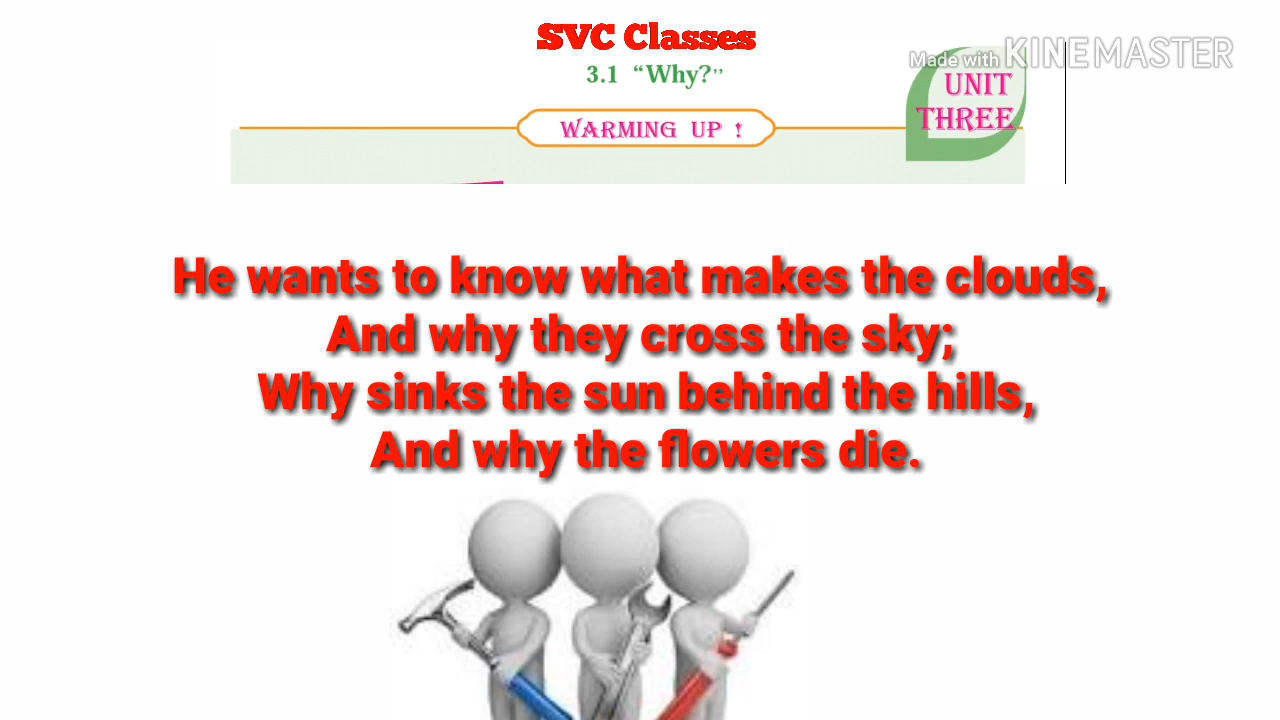 SVC Classes
Made with KINEMASTER
3.1 “Why?”
UNIT
THREE
WARMING UP !
He wants to know what makes the clouds,
And why they cross the sky;
Why sinks the sun behind the hills,
And why the flowers die.